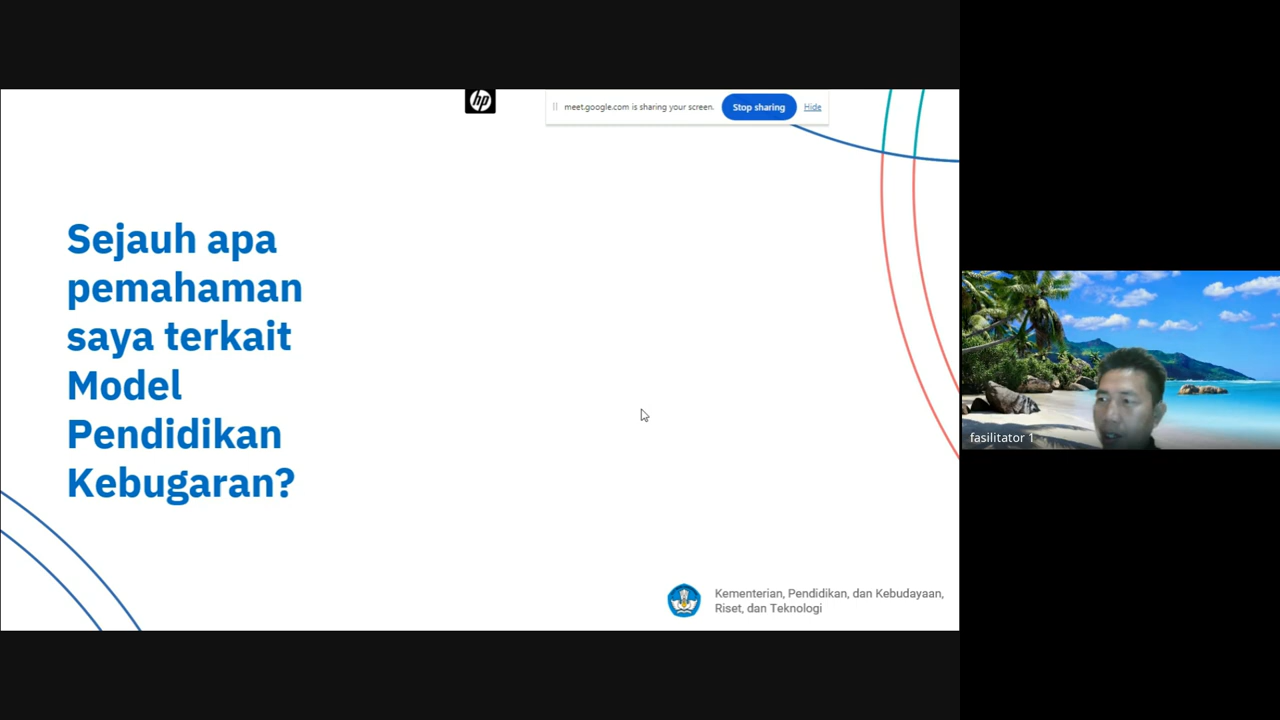 hp
meet.google.com is sharing your screen.
Stop sharing
Hide
Sejauh apa
pemahaman
saya terkait
Model
Pendidikan
Kebugaran?
fasilitator 1
Kementerian, Pendidikan, dan Kebudayaan,
Riset, dan Teknologi